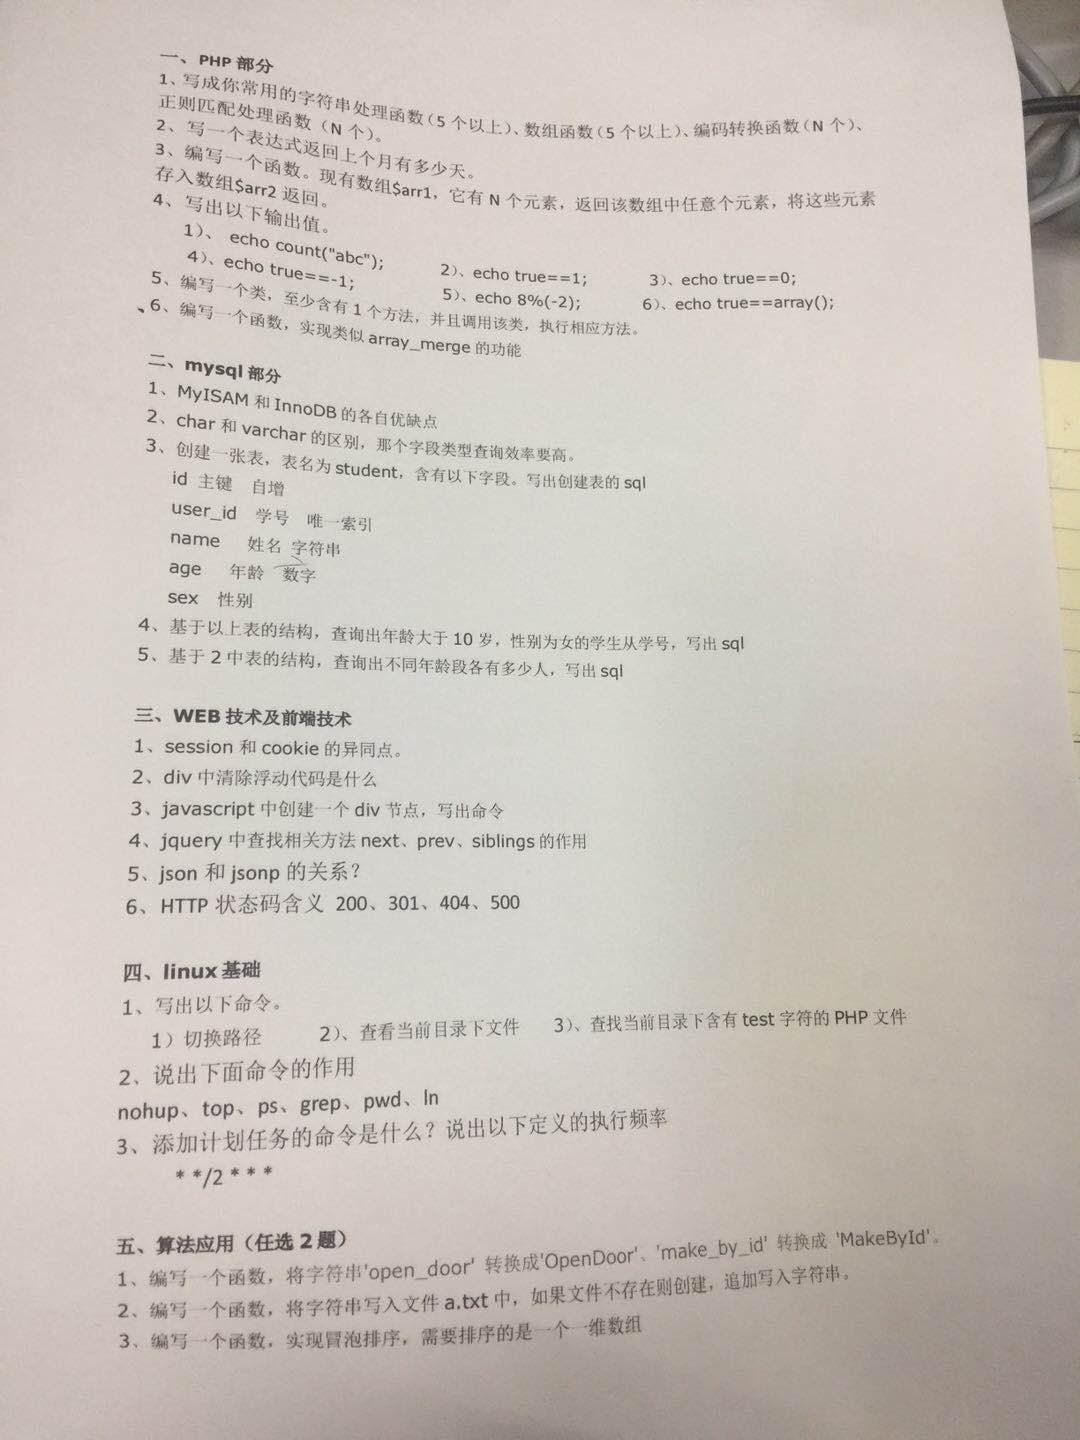 一、PHP 部分
1、写成你常用的字符串处理函数(5 个以上)、数组函数(5 个以上)、编码转换函数(N 个)、
正则匹配处理函数(N 个)。
2、写一个表达式返回上个月有多少天。
3、编写一个函数。现有数组$arr1，它有 N 个元素，返回该数组中任意个元素，将这些元素
存入数组$arr2 返回。
4、写出以下输出值。
1)、 echo count("abc"); 2)、echo true==1; 3)、echo true==0;
4)、echo true==-1; 5)、echo 8%(-2); 6)、echo true==array();
5、编写一个类，至少含有 1 个方法，并且调用该类，执行相应方法。
6、编写一个函数，实现类似 array_merge 的功能
二、mysql 部分
1、MyISAM 和 InnoDB 的各自优缺点
2、char 和 varchar 的区别，那个字段类型查询效率要高。
3、创建一张表，表名为 student，含有以下字段。写出创建表的 sql
id 主键 自增
user_id 学号 唯一索引
name 姓名 字符串
age 年龄 数字
sex 性别
4、基于以上表的结构，查询出年龄大于 10 岁，性别为女的学生从学号，写出 sql
5、基于 2 中表的结构，查询出不同年龄段各有多少人，写出 sql
三、WEB 技术及前端技术
1、session 和 cookie 的异同点。
2、div 中清除浮动代码是什么
3、javascript 中创建一个 div 节点，写出命令
4、jquery 中查找相关方法 next、prev、siblings 的作用
5、json 和 jsonp 的关系？
6、HTTP 状态码含义 200、301、404、500
四、linux 基础
1、写出以下命令。
1）切换路径 2)、查看当前目录下文件 3)、查找当前目录下含有 test 字符的 PHP 文件
2、说出下面命令的作用
nohup、top、ps、grep、pwd、ln
3、添加计划任务的命令是什么？说出以下定义的执行频率
* */2 * * *
五、算法应用（任选 2 题）
1、编写一个函数，将字符串'open_door' 转换成'OpenDoor'、'make_by_id' 转换成 'MakeById'。
2、编写一个函数，将字符串写入文件 a.txt 中，如果文件不存在则创建，追加写入字符串。
3、编写一个函数，实现冒泡排序，需要排序的是一个一维数组